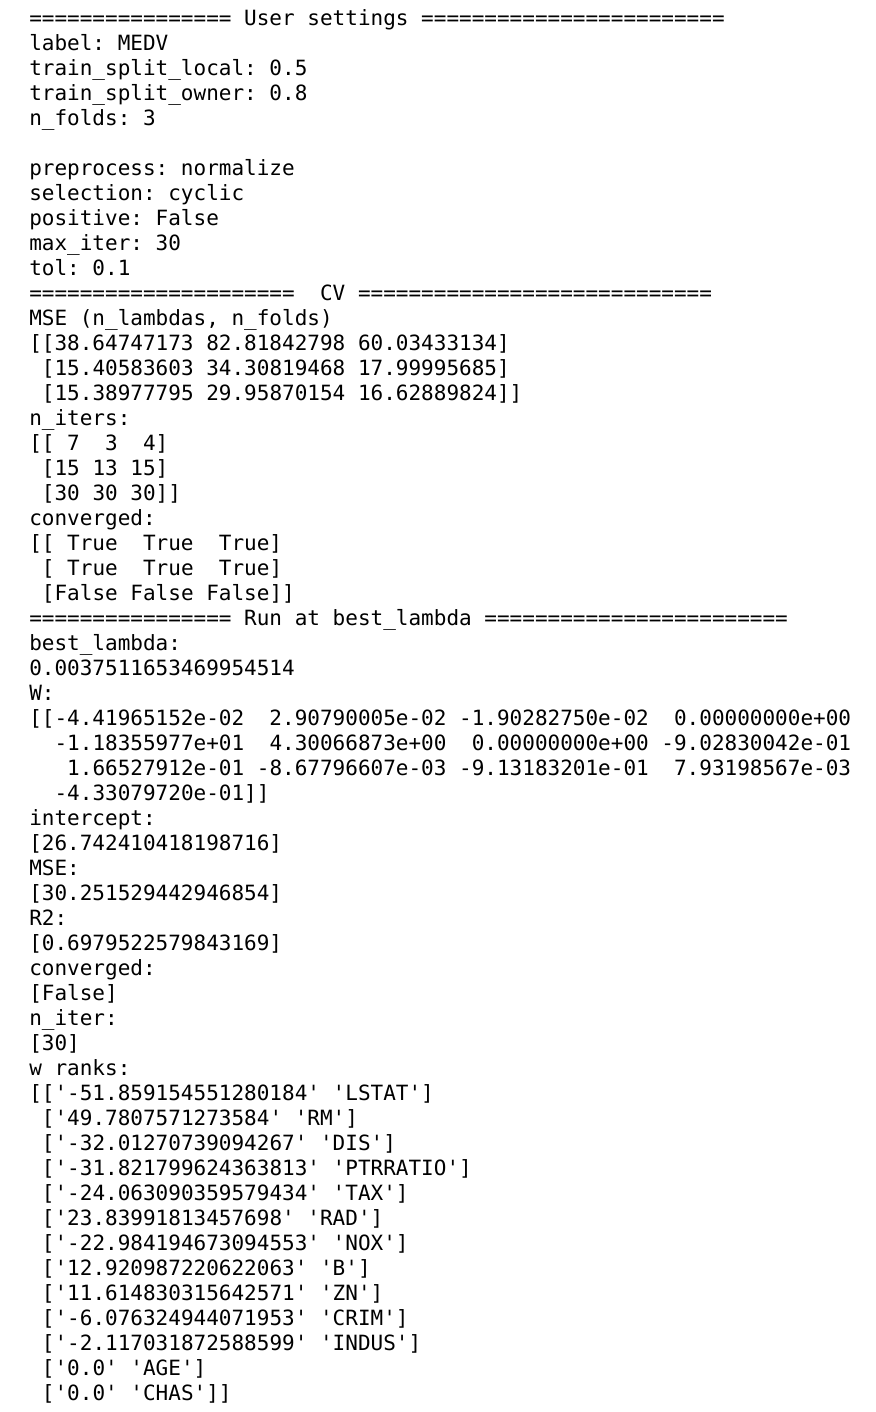 ================ User settings ========================
label: MEDV
train_split_local: 0.5
train_split_owner: 0.8
n_folds: 3
preprocess: normalize
selection: cyclic
positive: False
max_iter: 30
tol: 0.1
===================== CV ============================
MSE (n_lambdas, n_folds)
[[38.64747173 82.81842798 60.03433134]
[15.40583603 34.30819468 17.99995685]
[15.38977795 29.95870154 16.62889824]]
n_iters:
[[ 7 3 4]
[15 13 15]
[30 30 30]]
converged:
[[ True True True]
[ True True True]
[False False False]]
================ Run at best_lambda ========================
best_lambda:
0.0037511653469954514
W:
[[-4.41965152e-02 2.90790005e-02 -1.90282750e-02 0.00000000e+00
-1.18355977e+01 4.30066873e+00 0.00000000e+00 -9.02830042e-01
1.66527912e-01 -8.67796607e-03 -9.13183201e-01 7.93198567e-03
-4.33079720e-01]]
intercept:
[26.742410418198716]
MSE:
[30.251529442946854]
R2:
[0.6979522579843169]
converged:
[False]
n_iter:
[30]
w ranks:
[['-51.859154551280184' 'LSTAT']
['49.7807571273584' 'RM']
['-32.01270739094267' 'DIS']
['-31.821799624363813' 'PTRRATIO']
['-24.063090359579434' 'TAX']
['23.83991813457698' 'RAD']
['-22.984194673094553' 'NOX']
['12.920987220622063' 'B']
['11.614830315642571' 'ZN']
['-6.076324944071953' 'CRIM']
['-2.117031872588599' 'INDUS']
['0.0' 'AGE']
['0.0' 'CHAS']]